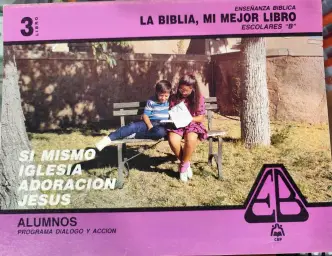 3
LIBRO
ENSEÑANZA BIBLICA
LA BIBLIA, MI MEJOR LIBRO
ESCOLARES "B"
SI MISMO
IGLESIA
ADORACION
JESUS
ALUMNOS
PROGRAMA DIALOGO Y ACCION
EB
CBP